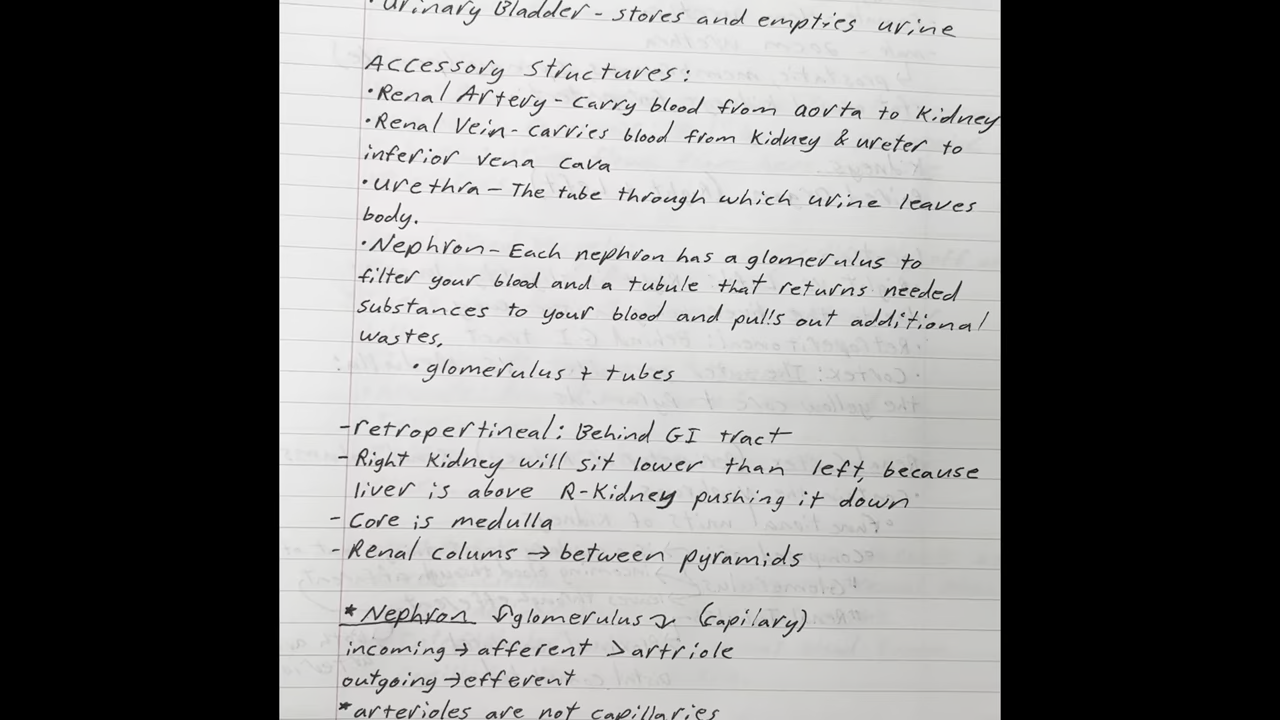 • Urinary Bladder - stores and empties urine
Accessory Structures:
• Renal Artery - Carry blood from aorta to Kidney
• Renal Vein - Carries blood from Kidney & ureter to
inferior vena cava
• Urethra - The tube through which urine leaves
body.
• Nephron - Each nephron has a glomerulus to
filter your blood and a tubule that returns needed
substances to your blood and pulls out additional
wastes.
• glomerulus + tubes
- retropertineal: Behind GI tract
- Right Kidney will sit lower than left, because
liver is above R-Kidney pushing it down
- Core is medulla
- Renal colums → between pyramids
* Nephron glomerulus (capilary)
incoming → afferent > artriole
outgoing → efferent
* arterioles are not capillaries